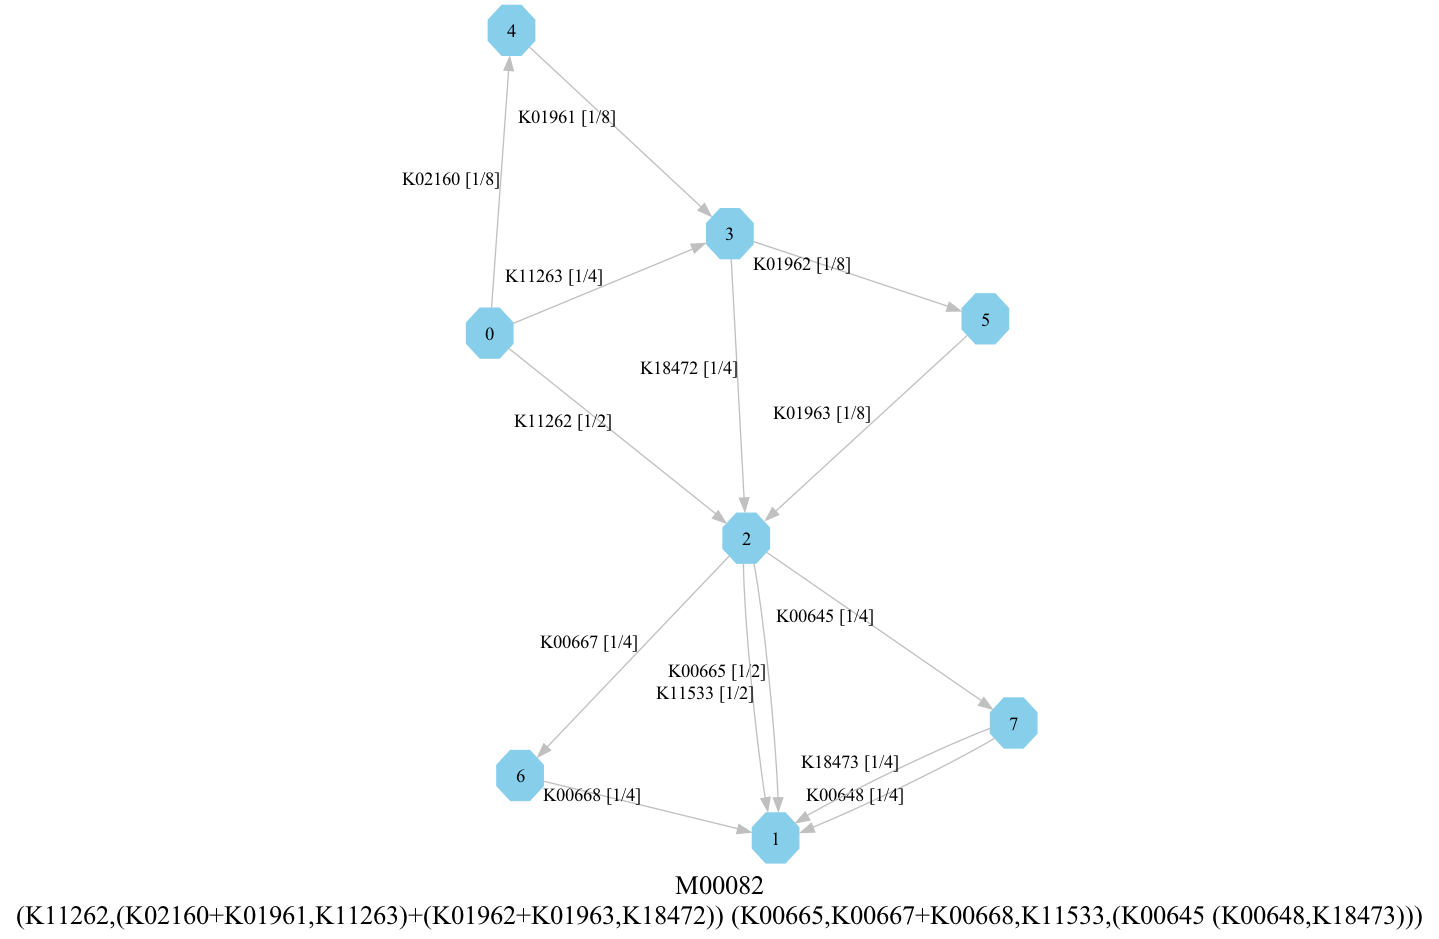 4
K01961 [1/8]
K02160 [1/8]
3
K01962 [1/8]
K11263 [1/4]
5
0
K18472 [1/4]
K01963 [1/8]
K11262 [1/2]
2
K00645 [1/4]
K00667 [1/4]
K00665 [1/2]
K11533 [1/2]
7
K18473 [1/4]
6
K00668 [1/4]
K00648 [1/4]
1
M00082
(K11262,(K02160+K01961,K11263)+(K01962+K01963,K18472)) (K00665,K00667+K00668,K11533,(K00645 (K00648,K18473)))